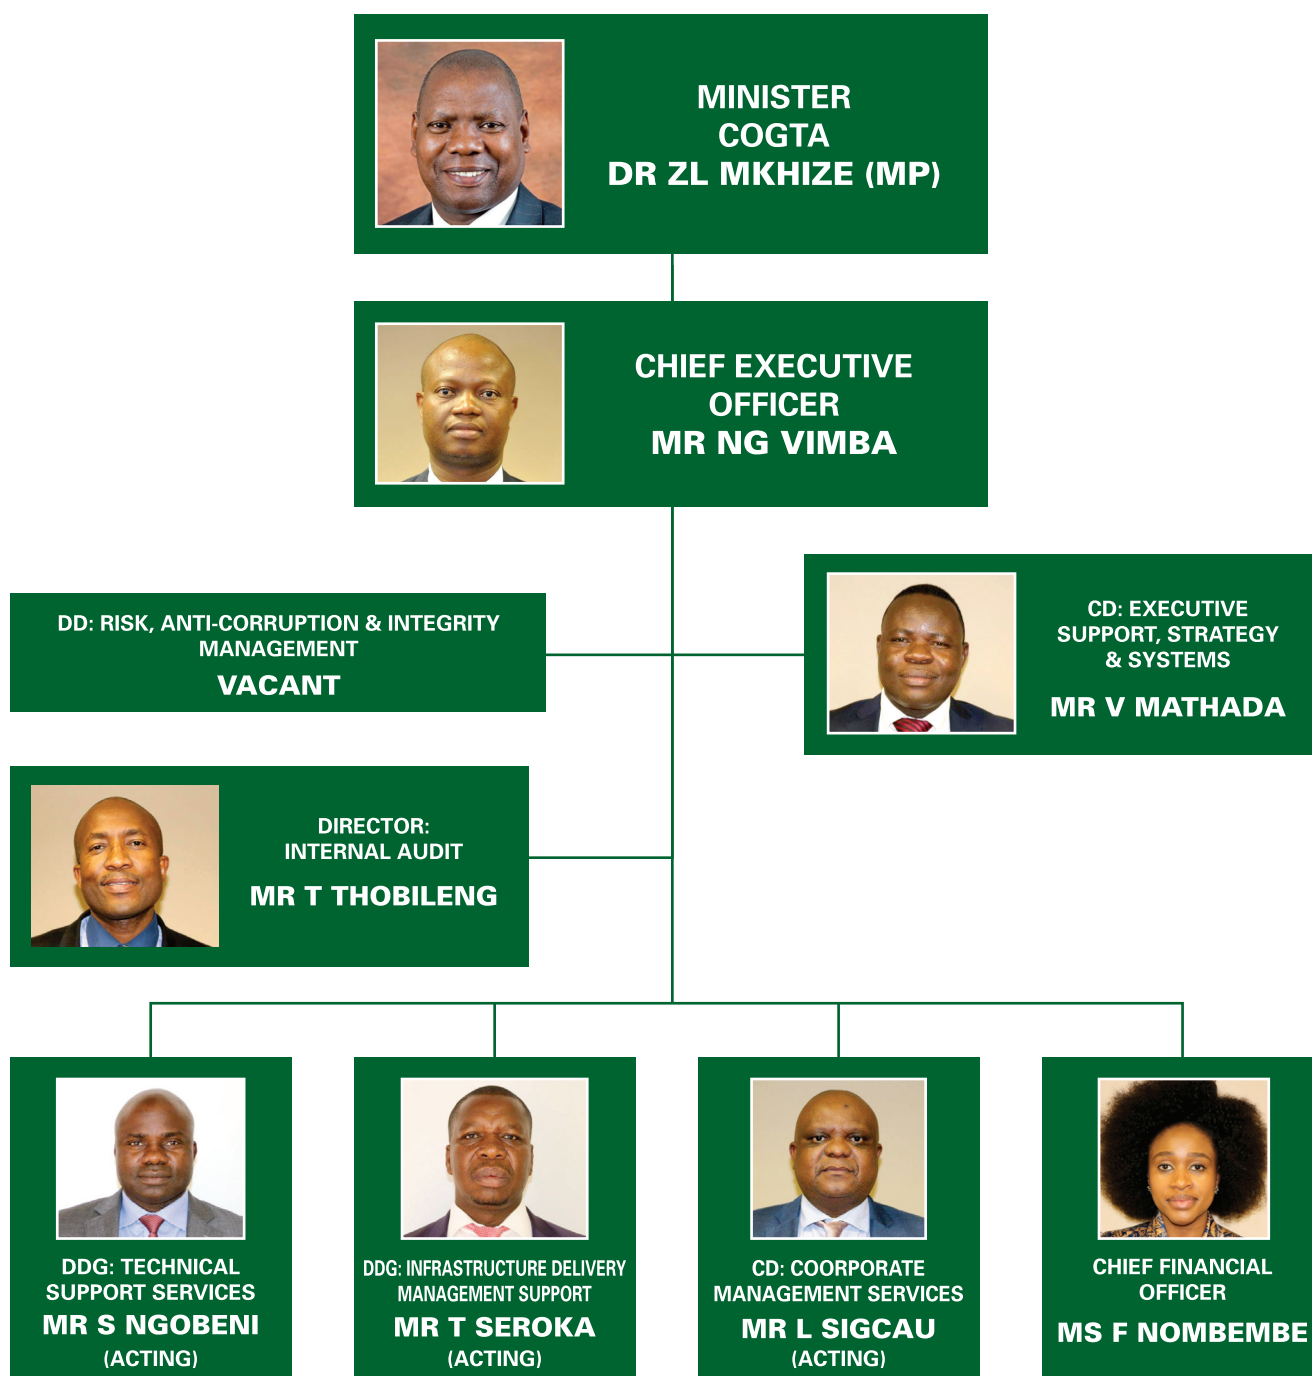 MINISTER
COGTA
DR ZL MKHIZE (MP)
CHIEF EXECUTIVE
OFFICER
MR NG VIMBA
DD: RISK, ANTI-CORRUPTION & INTEGRITY
MANAGEMENT
VACANT
CD: EXECUTIVE
SUPPORT, STRATEGY
& SYSTEMS
MR V MATHADA
DIRECTOR:
INTERNAL AUDIT
MR T THOBILENG
DDG: TECHNICAL
SUPPORT SERVICES
MR S NGOBENI
(ACTING)
DDG: INFRASTRUCTURE DELIVERY
MANAGEMENT SUPPORT
MR T SEROKA
(ACTING)
CD: COORPORATE
MANAGEMENT SERVICES
MR L SIGCAU
(ACTING)
CHIEF FINANCIAL
OFFICER
MS F NOMBEMBE